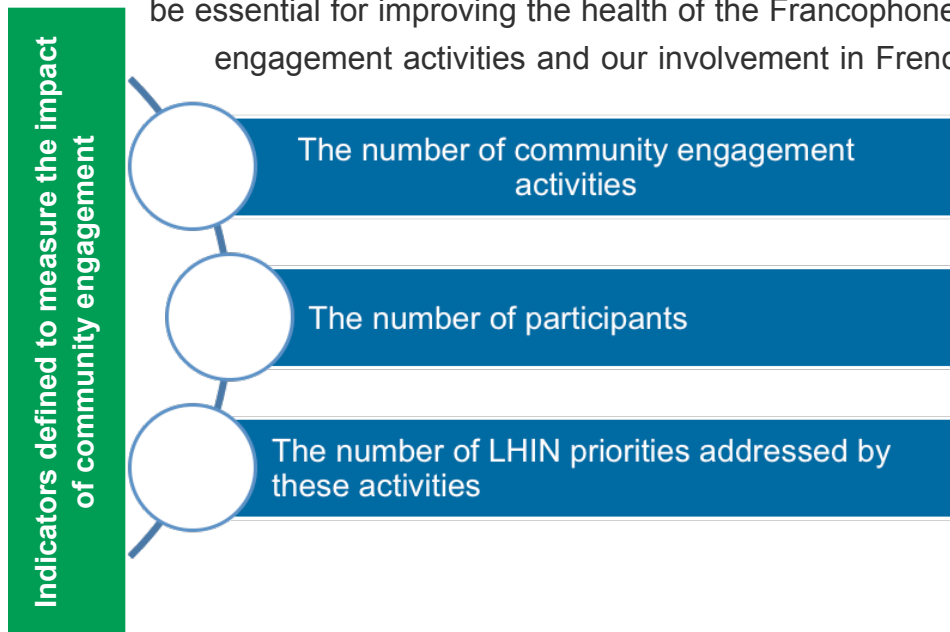 be essential for improving the health of the Francophone
engagement activities and our involvement in Frenc
Indicators defined to measure the impact
of community engagement
The number of community engagement
activities
The number of participants
The number of LHIN priorities addressed by
these activities